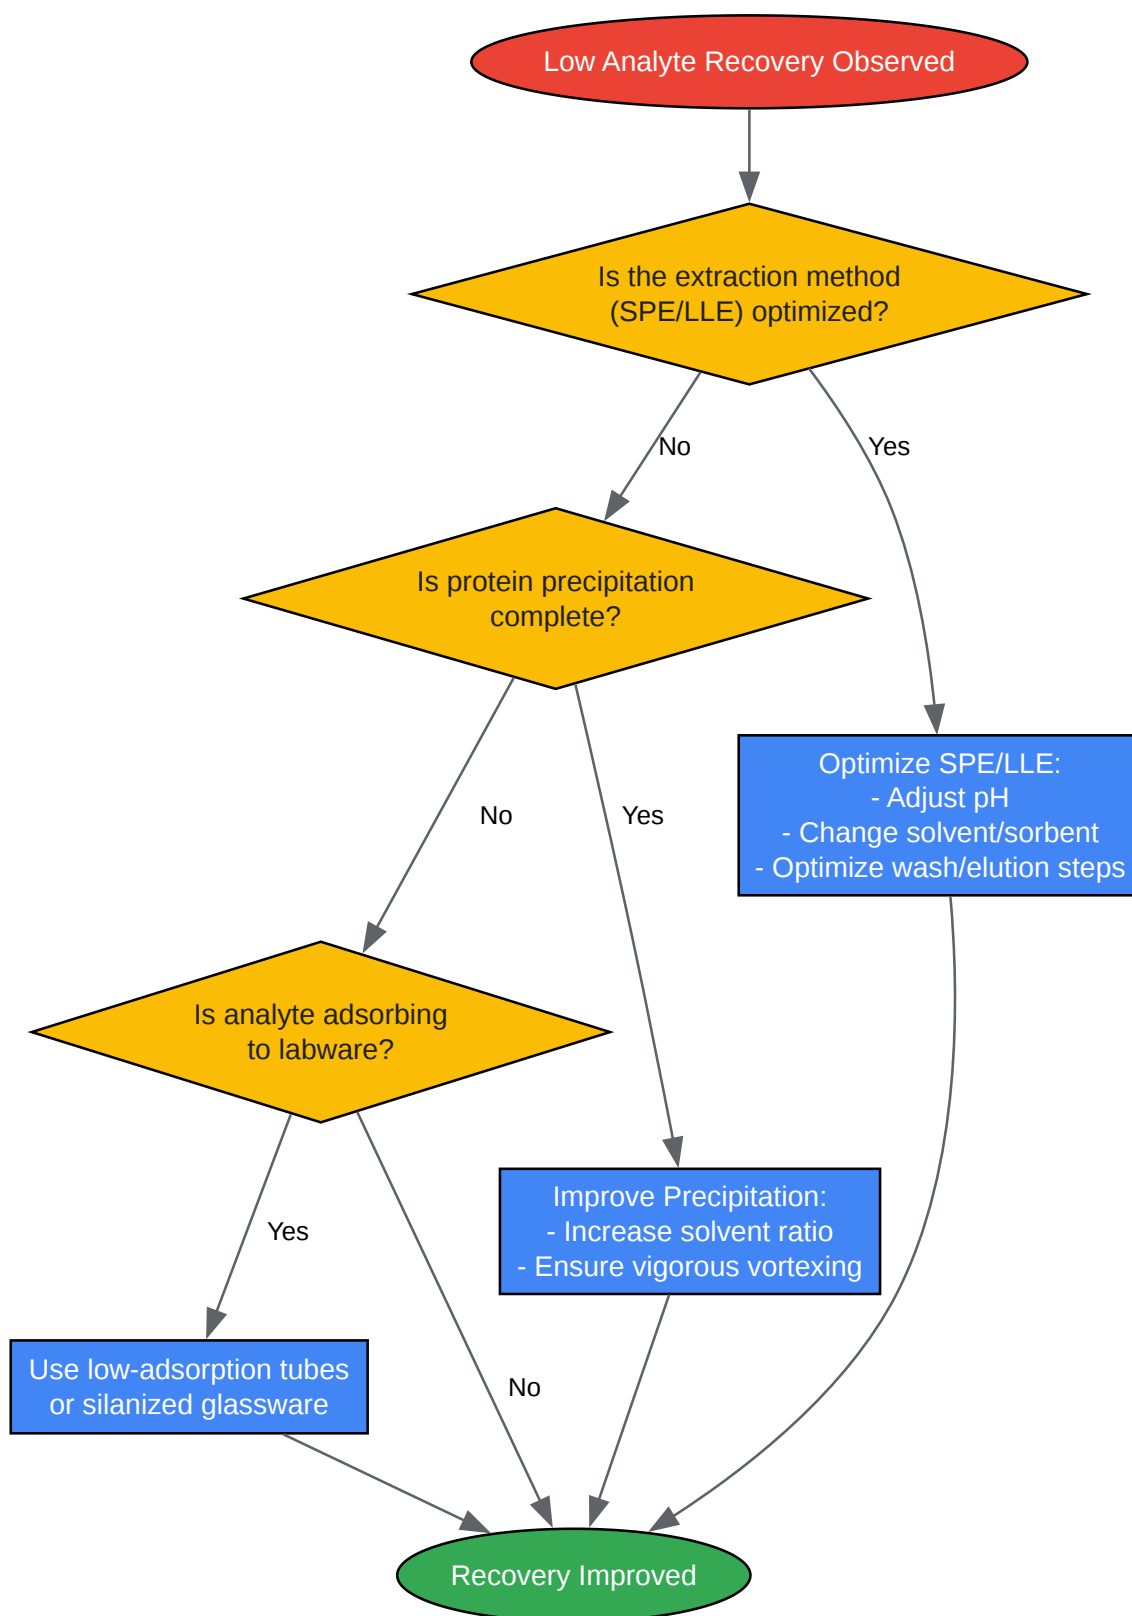 Low Analyte Recovery Observed
Is the extraction method
(SPE/LLE) optimized?
No
Yes
Is protein precipitation
complete?
No
Yes
Optimize SPE/LLE:
- Adjust pH
- Change solvent/sorbent
- Optimize wash/elution steps
Is analyte adsorbing
to labware?
Yes
No
Improve Precipitation:
- Increase solvent ratio
- Ensure vigorous vortexing
Use low-adsorption tubes
or silanized glassware
Recovery Improved